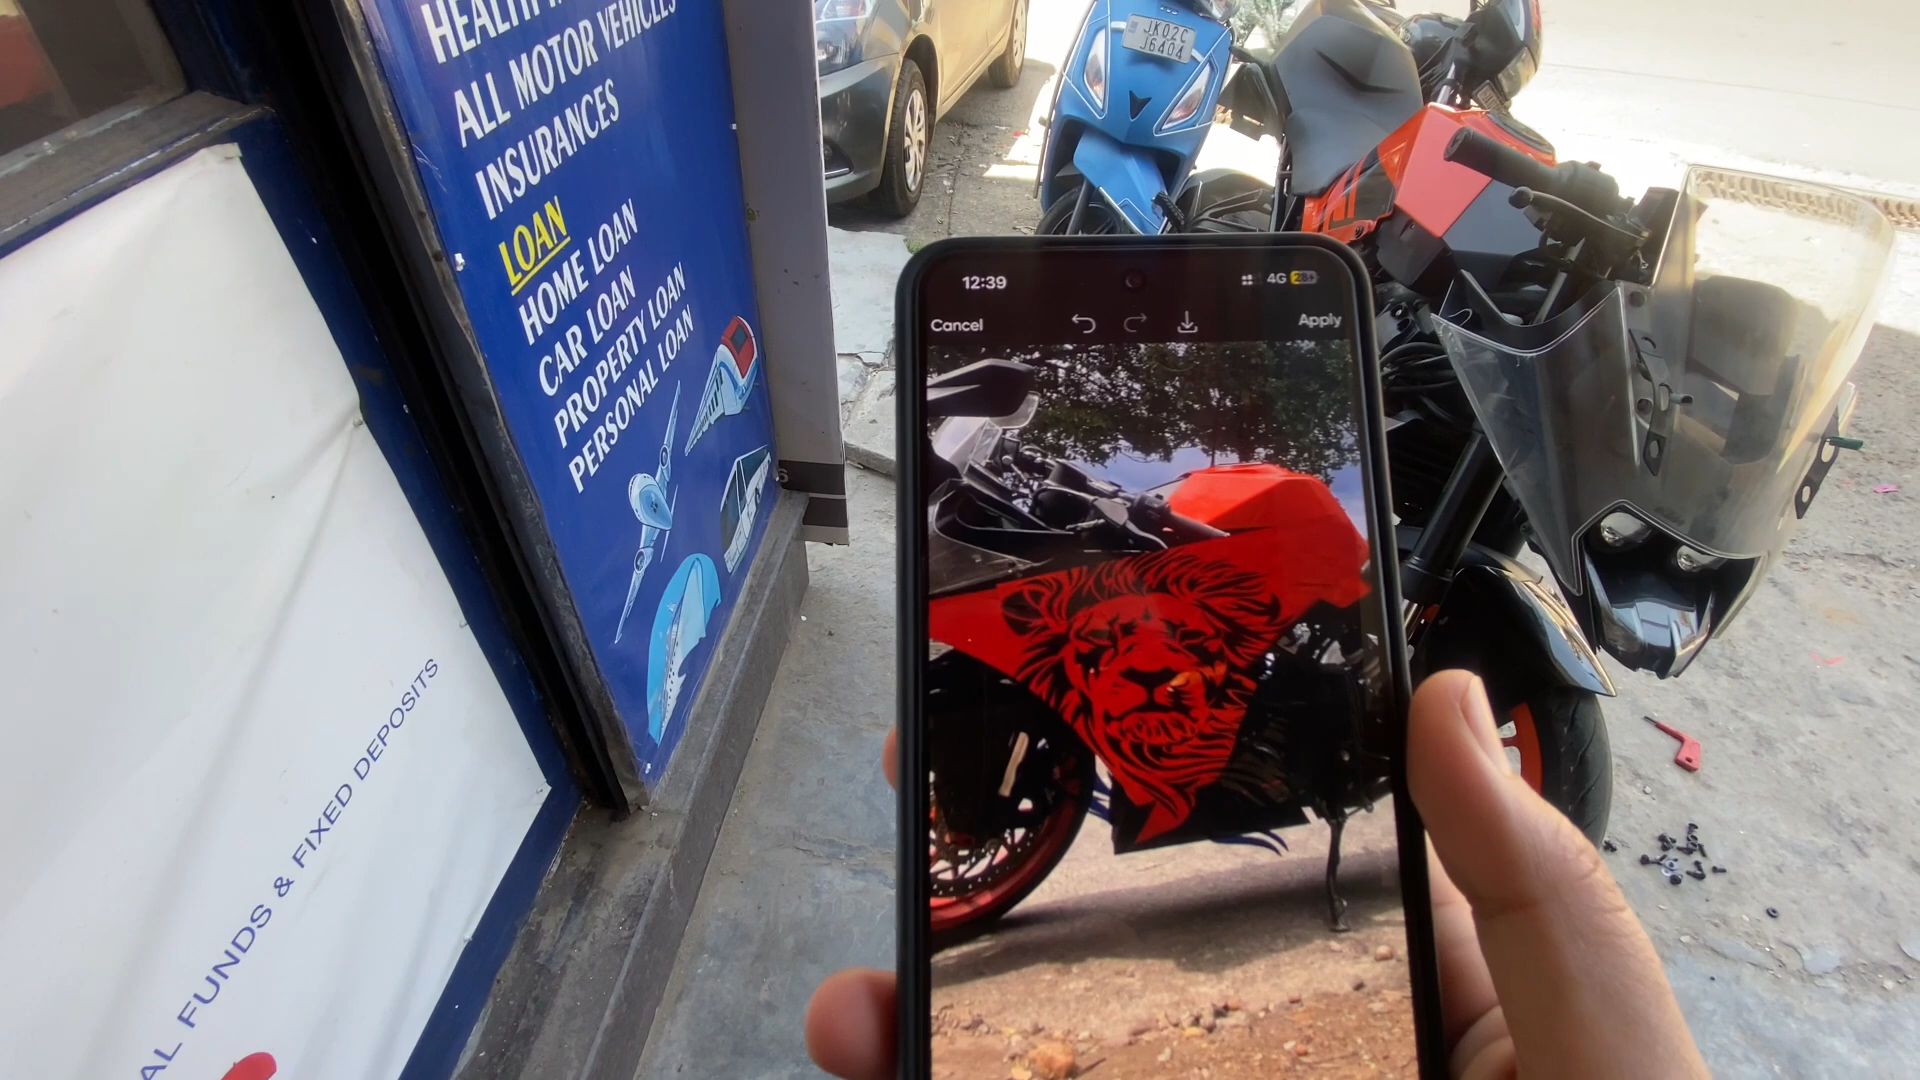 ALL MOTOR VEHICLES
INSURANCES
LOAN
HOME LOAN
CAR LOAN
PROPERTY LOAN
PERSONAL LOAN
FUNDS & FIXED DEPOSITS
JK02C
J6404
12:39
4G
Cancel
Apply